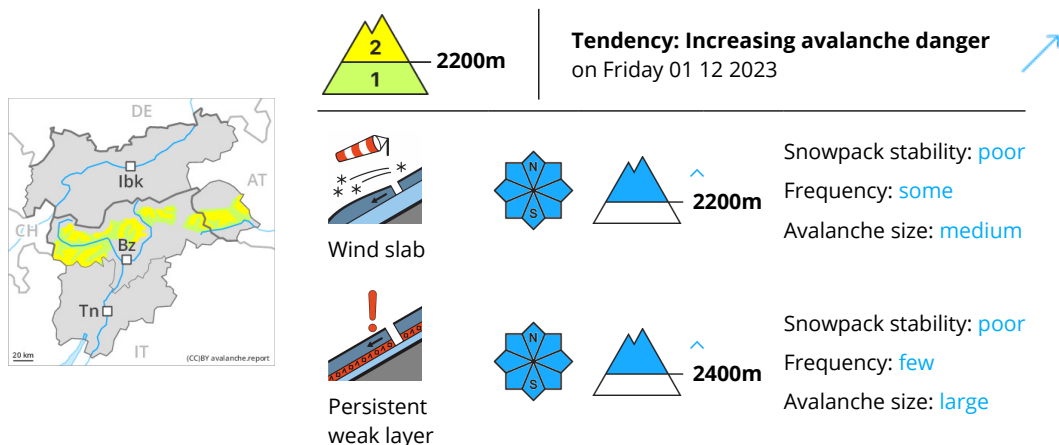 2
1
2200m
Tendency: Increasing avalanche danger
on Friday 01 12 2023
DE
AT
CH
IT
Ibk
Bz
Tn
20 km
(CC)BY avalanche.report
Wind slab
N
S
2200m
Snowpack stability: poor
Frequency: some
Avalanche size: medium
Persistent
weak layer
N
S
2400m
Snowpack stability: poor
Frequency: few
Avalanche size: large